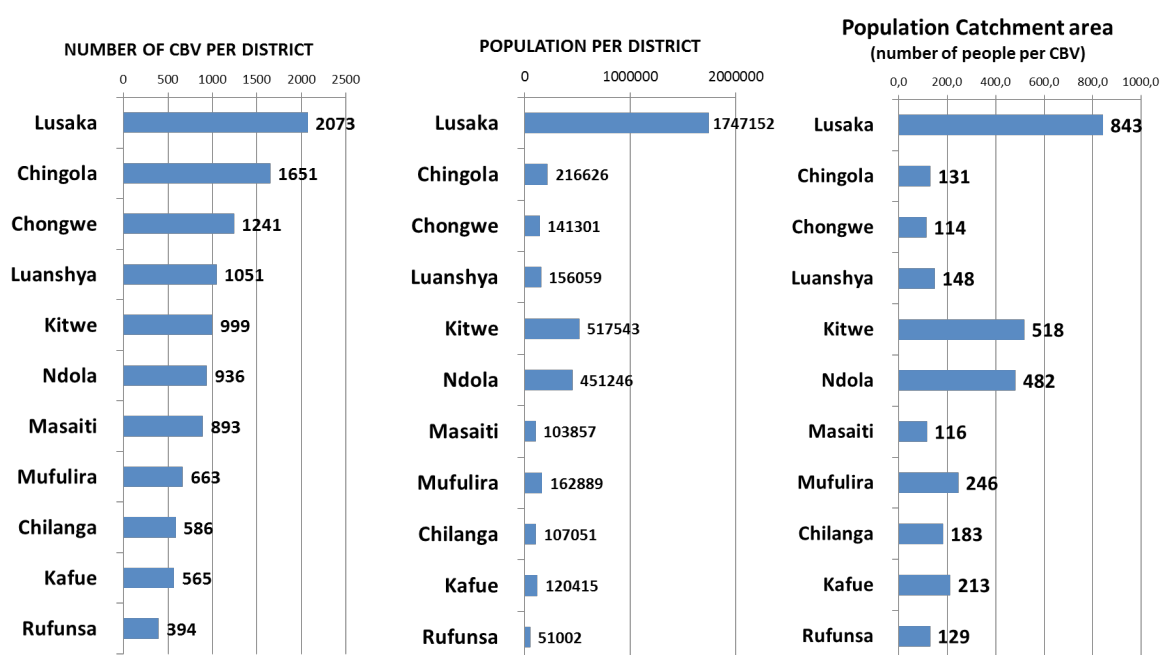 NUMBER OF CBV PER DISTRICT
0 500 1000 1500 2000 2500
Lusaka 2073
Chingola 1651
Chongwe 1241
Luanshya 1051
Kitwe 999
Ndola 936
Masaiti 893
Mufulira 663
Chilanga 586
Kafue 565
Rufunsa 394
POPULATION PER DISTRICT
0 1000000 2000000
Lusaka 1747152
Chingola 216626
Chongwe 141301
Luanshya 156059
Kitwe 517543
Ndola 451246
Masaiti 103857
Mufulira 162889
Chilanga 107051
Kafue 120415
Rufunsa 51002
Population Catchment area
(number of people per CBV)
0,0 200,0 400,0 600,0 800,0 1000,0
Lusaka 843
Chingola 131
Chongwe 114
Luanshya 148
Kitwe 518
Ndola 482
Masaiti 116
Mufulira 246
Chilanga 183
Kafue 213
Rufunsa 129